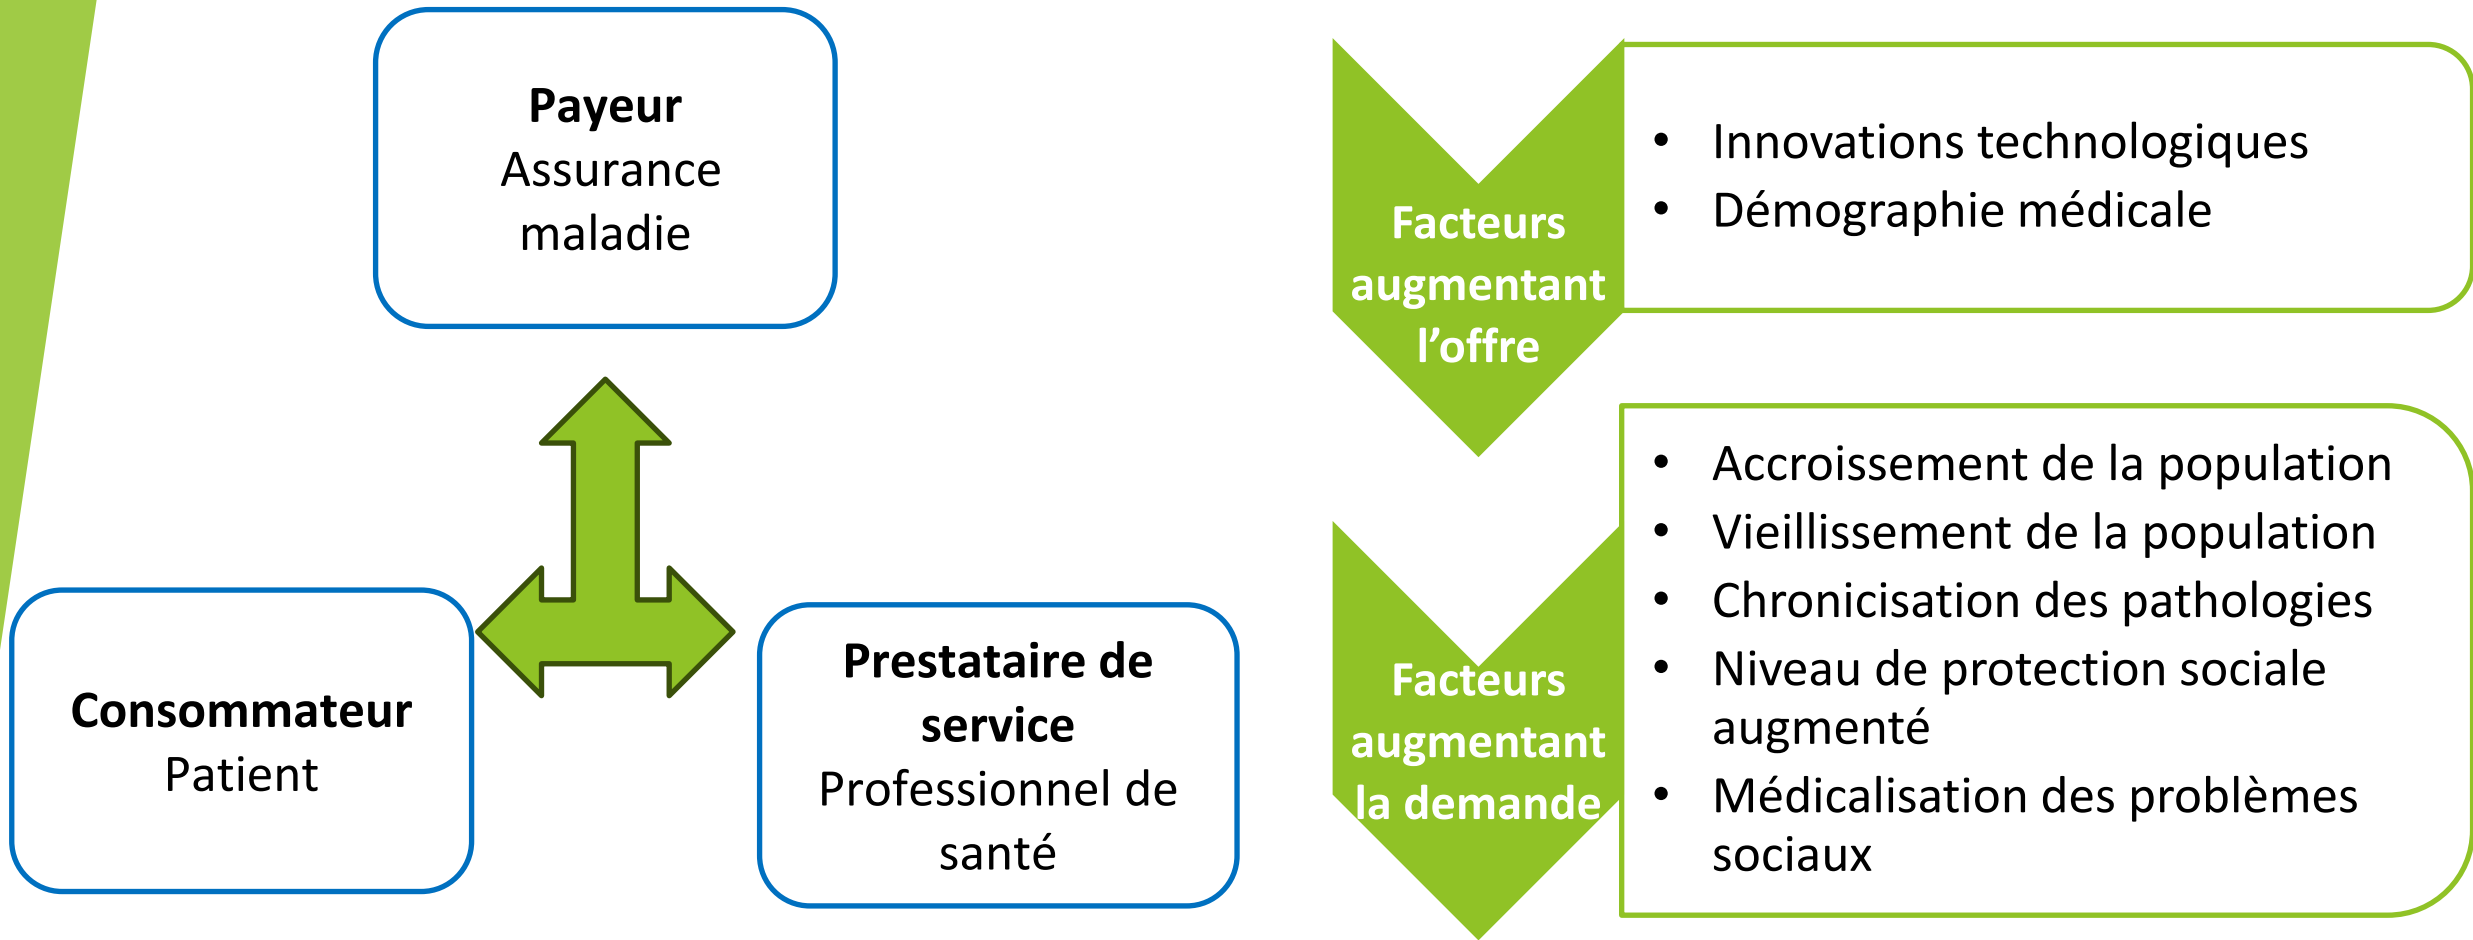 Payeur
Assurance
maladie
Consommateur
Patient
Prestataire de
service
Professionnel de
santé
Facteurs
augmentant
l’offre
• Innovations technologiques
• Démographie médicale
Facteurs
augmentant
la demande
• Accroissement de la population
• Vieillissement de la population
• Chronicisation des pathologies
• Niveau de protection sociale
augmenté
• Médicalisation des problèmes
sociaux